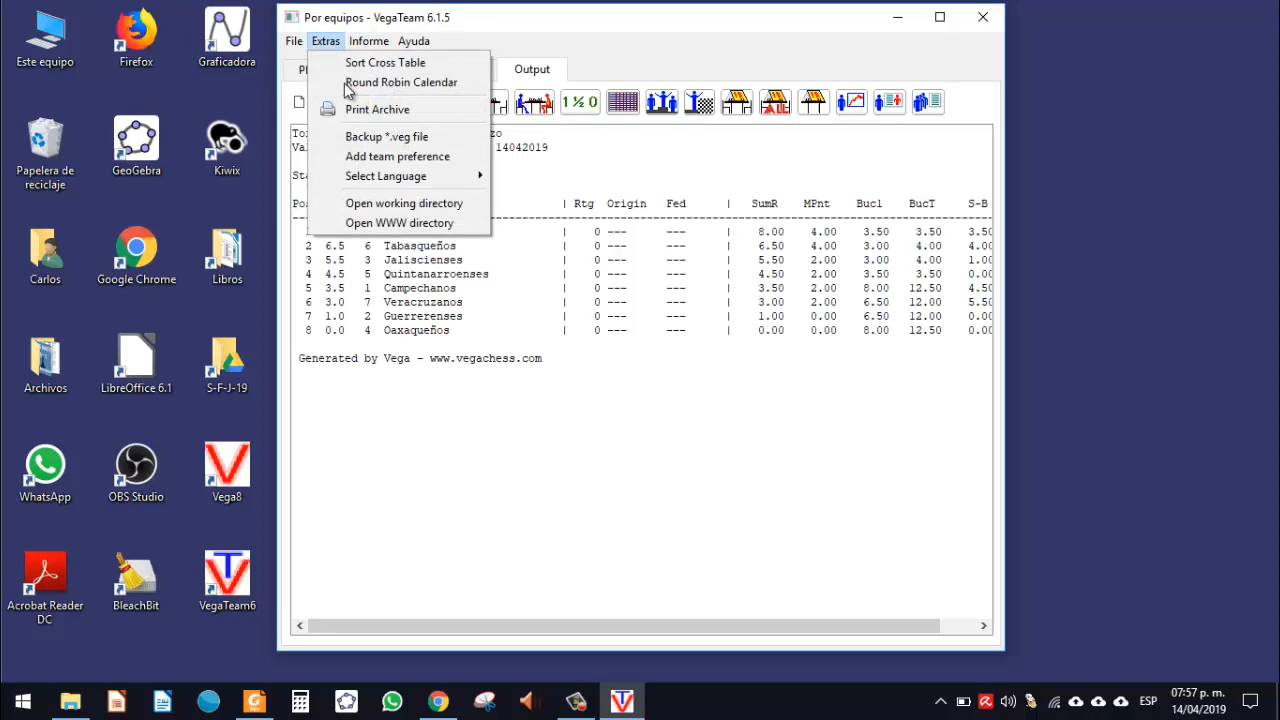 Por equipos - VegaTeam 6.1.5
File Extras Informe Ayuda
Output
Sort Cross Table
Round Robin Calendar
Print Archive
Backup *.veg file
Add team preference
Select Language
Open working directory
Open WWW directory
1 ½ 0
14042019
| Rtg Origin Fed | SumR MPnt Bucl BucT S-B
| 0 --- --- | 8.00 4.00 3.50 3.50 3.50
2 6.5 6 Tabasqueños | 0 --- --- | 6.50 4.00 3.00 4.00 0.00
3 5.5 3 Jaliscienses | 0 --- --- | 5.50 2.00 3.00 4.00 1.00
4 4.5 5 Quintanarroenses | 0 --- --- | 4.50 2.00 3.50 3.50 0.00
5 3.5 1 Campechanos | 0 --- --- | 3.50 2.00 8.00 12.50 4.50
6 3.0 7 Veracruzanos | 0 --- --- | 3.00 2.00 6.50 12.00 5.50
7 1.0 2 Guerrerenses | 0 --- --- | 1.00 0.00 6.50 12.00 0.00
8 0.0 4 Oaxaqueños | 0 --- --- | 0.00 0.00 8.00 12.50 0.00
Generated by Vega - www.vegachess.com
Este equipo
Firefox
Graficadora
Papelera de
reciclaje
GeoGebra
Kiwix
Carlos
Google Chrome
Libros
Archivos
LibreOffice 6.1
S-F-J-19
WhatsApp
OBS Studio
Vega8
Acrobat Reader
DC
BleachBit
VegaTeam6
ESP
07:57 p. m.
14/04/2019